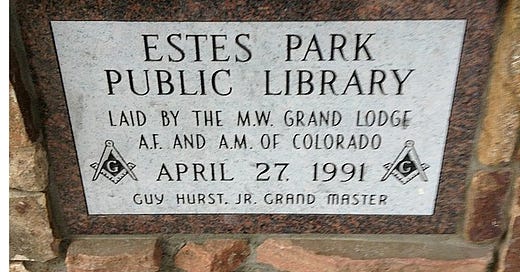 ESTES PARK
PUBLIC LIBRARY
LAID BY THE M.W. GRAND LODGE
A.F. AND A.M. OF COLORADO
G APRIL 27, 1991 G
GUY HURST, JR. GRAND MASTER